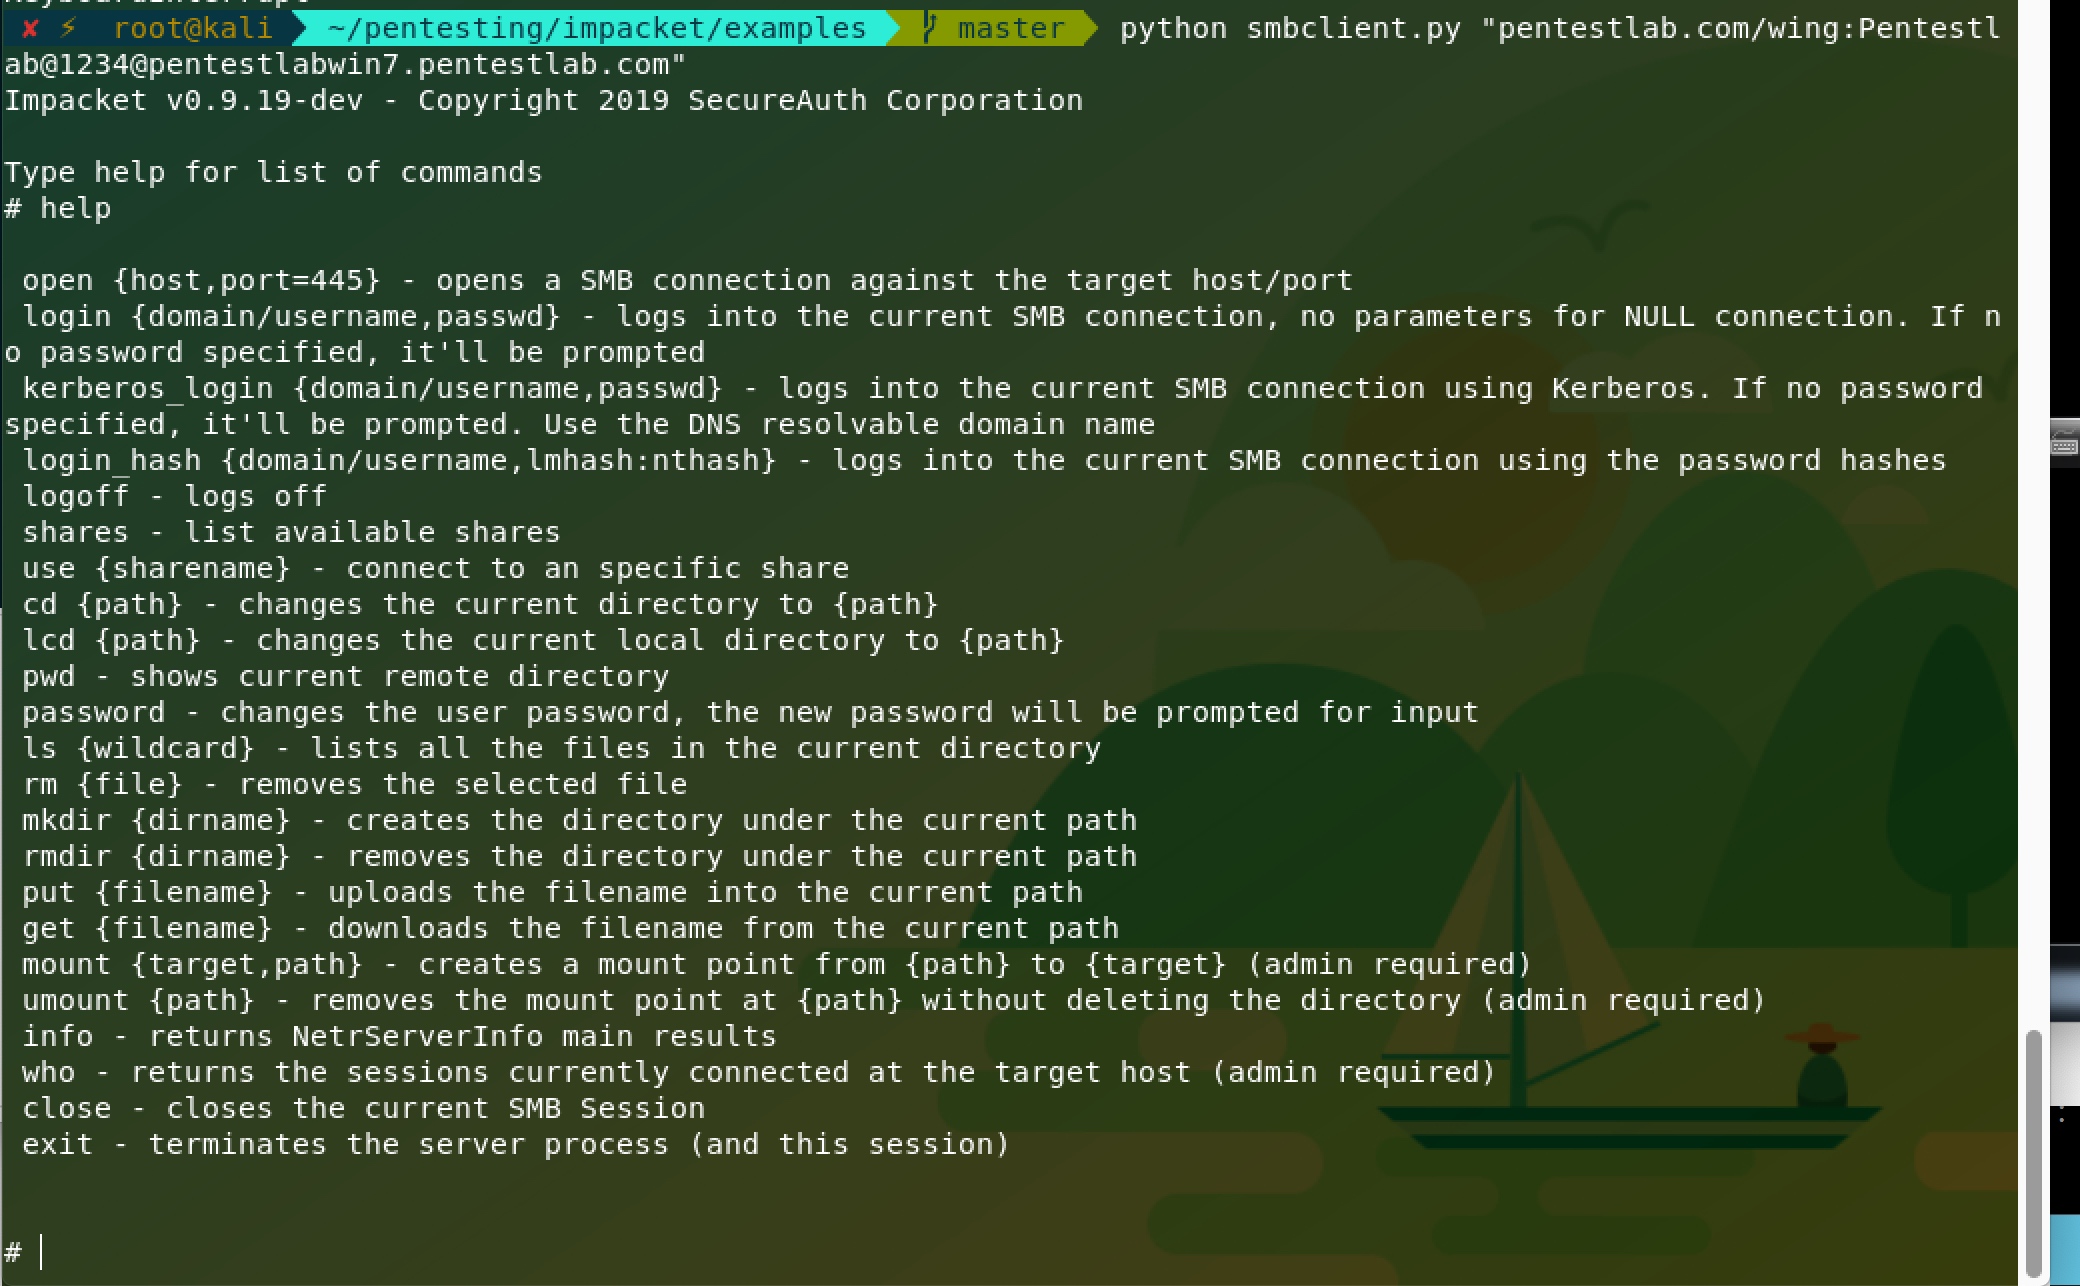 ✘ ⚡ root@kali ~/pentesting/impacket/examples master python smbclient.py "pentestlab.com/wing:Pentestl
ab@1234@pentestlabwin7.pentestlab.com"
Impacket v0.9.19-dev - Copyright 2019 SecureAuth Corporation
Type help for list of commands
# help
open {host,port=445} - opens a SMB connection against the target host/port
login {domain/username,passwd} - logs into the current SMB connection, no parameters for NULL connection. If n
o password specified, it'll be prompted
kerberos_login {domain/username,passwd} - logs into the current SMB connection using Kerberos. If no password
specified, it'll be prompted. Use the DNS resolvable domain name
login_hash {domain/username,lmhash:nthash} - logs into the current SMB connection using the password hashes
logoff - logs off
shares - list available shares
use {sharename} - connect to an specific share
cd {path} - changes the current directory to {path}
lcd {path} - changes the current local directory to {path}
pwd - shows current remote directory
password - changes the user password, the new password will be prompted for input
ls {wildcard} - lists all the files in the current directory
rm {file} - removes the selected file
mkdir {dirname} - creates the directory under the current path
rmdir {dirname} - removes the directory under the current path
put {filename} - uploads the filename into the current path
get {filename} - downloads the filename from the current path
mount {target,path} - creates a mount point from {path} to {target} (admin required)
umount {path} - removes the mount point at {path} without deleting the directory (admin required)
info - returns NetrServerInfo main results
who - returns the sessions currently connected at the target host (admin required)
close - closes the current SMB Session
exit - terminates the server process (and this session)
#